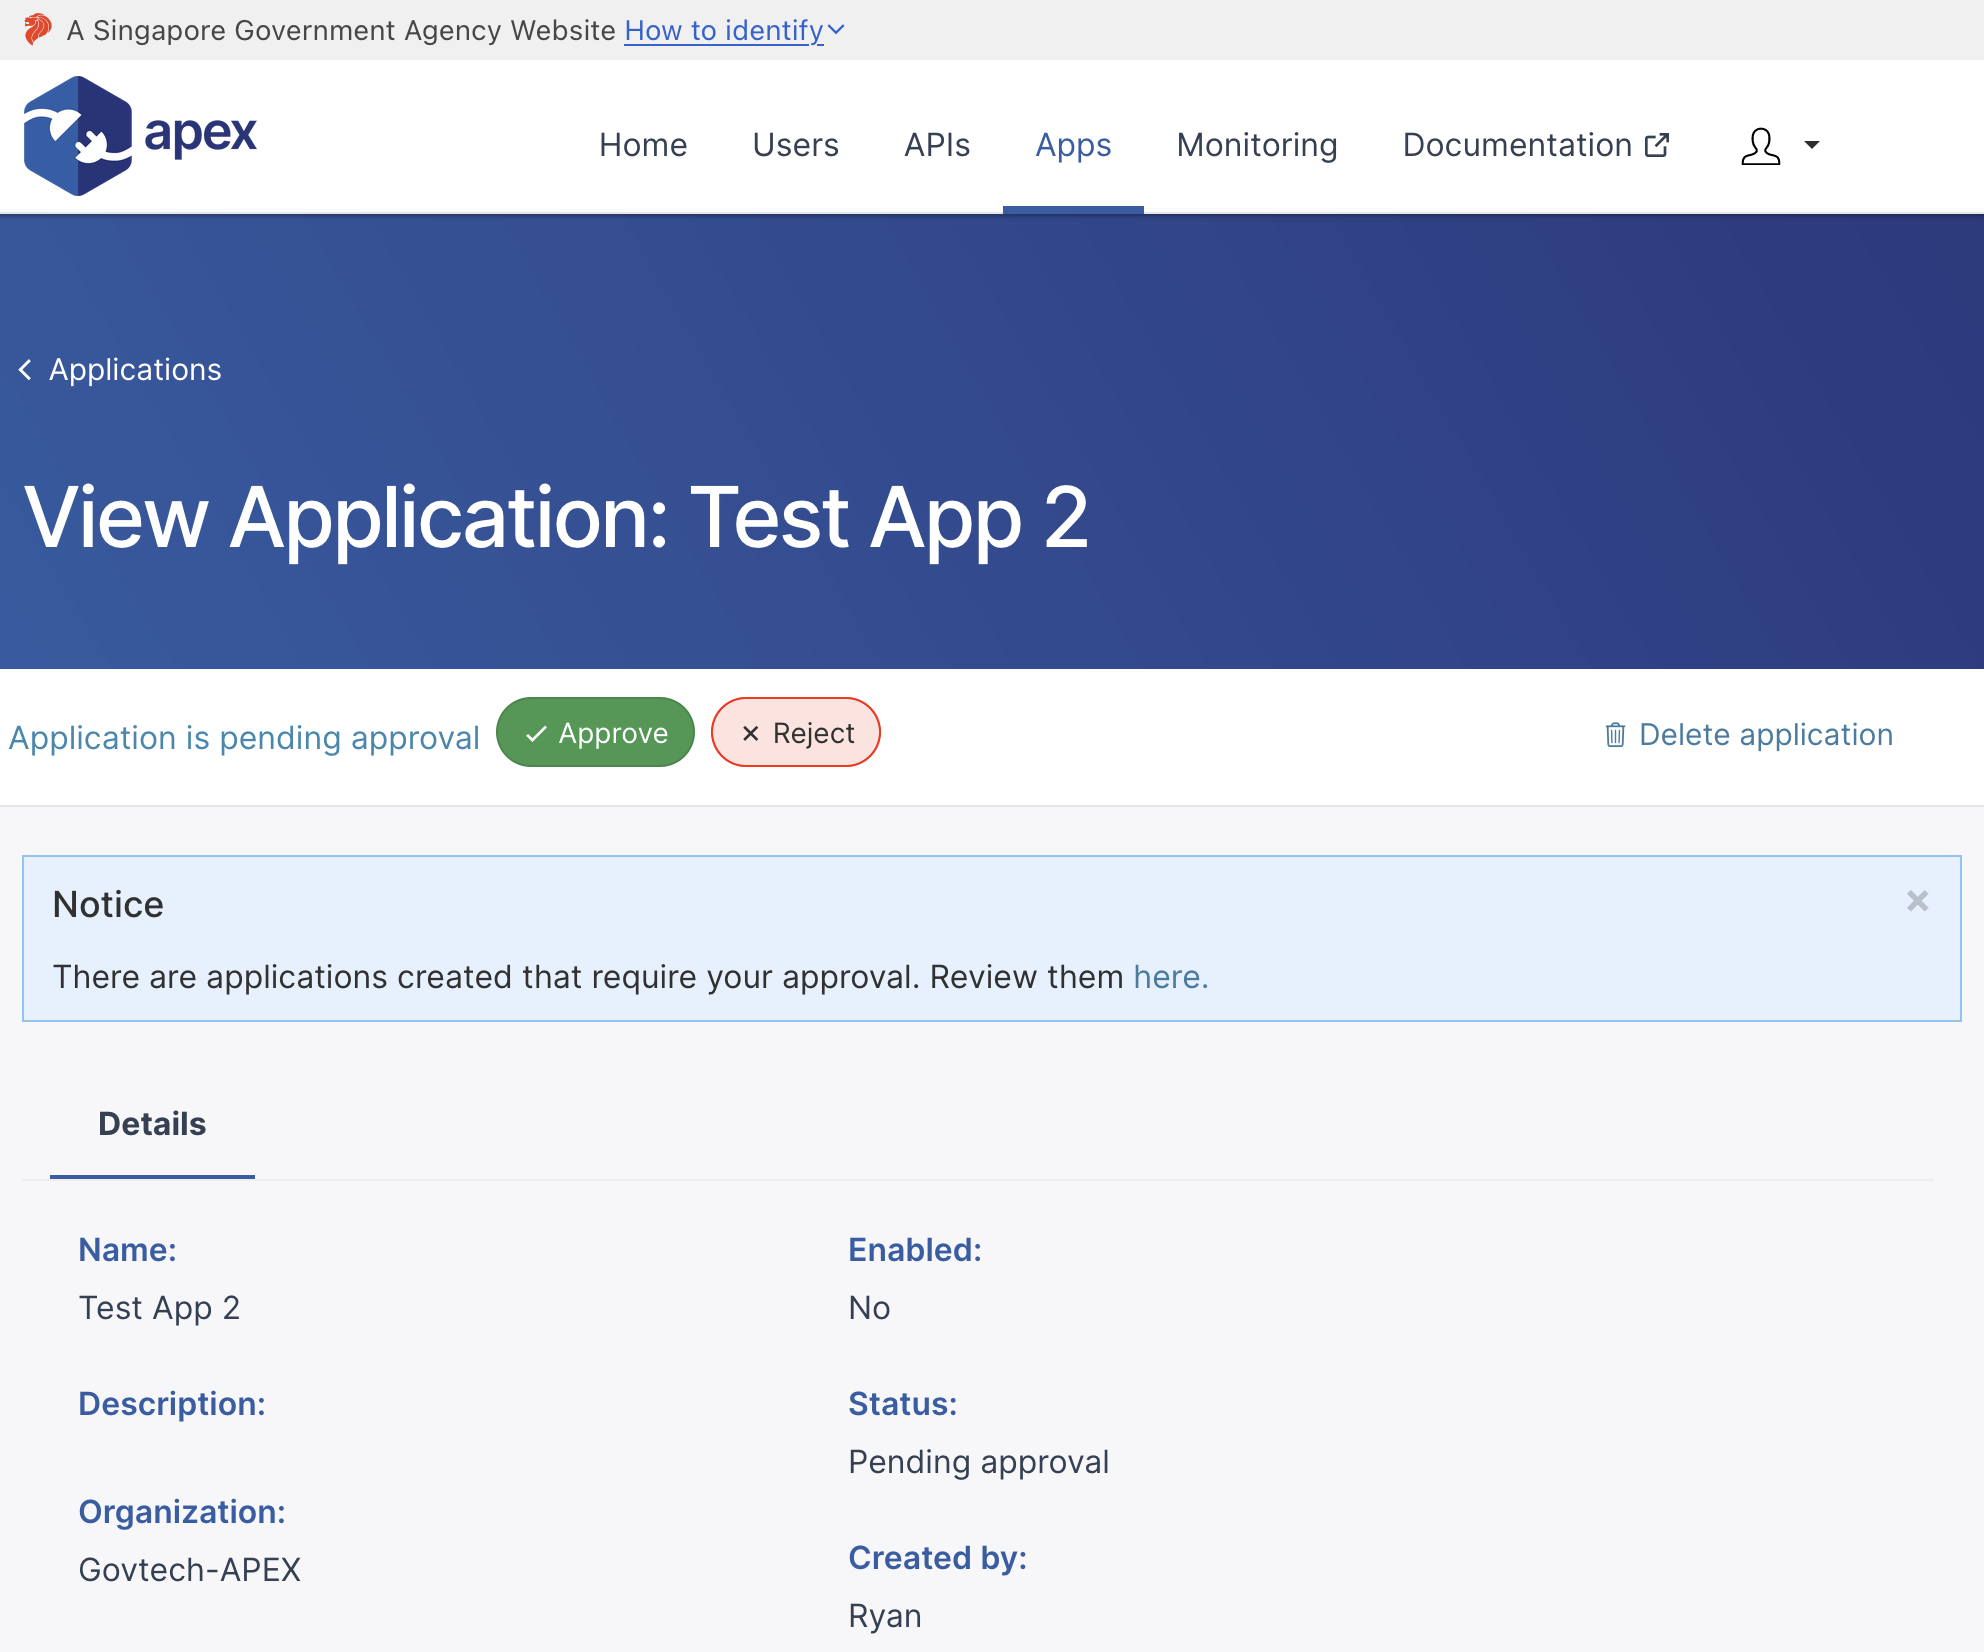 A Singapore Government Agency Website How to identify
apex
Home Users APIs Apps Monitoring Documentation
Applications
View Application: Test App 2
Application is pending approval Approve Reject Delete application
Notice
There are applications created that require your approval. Review them here.
Details
Name:
Test App 2
Description:
Organization:
Govtech-APEX
Enabled:
No
Status:
Pending approval
Created by:
Ryan